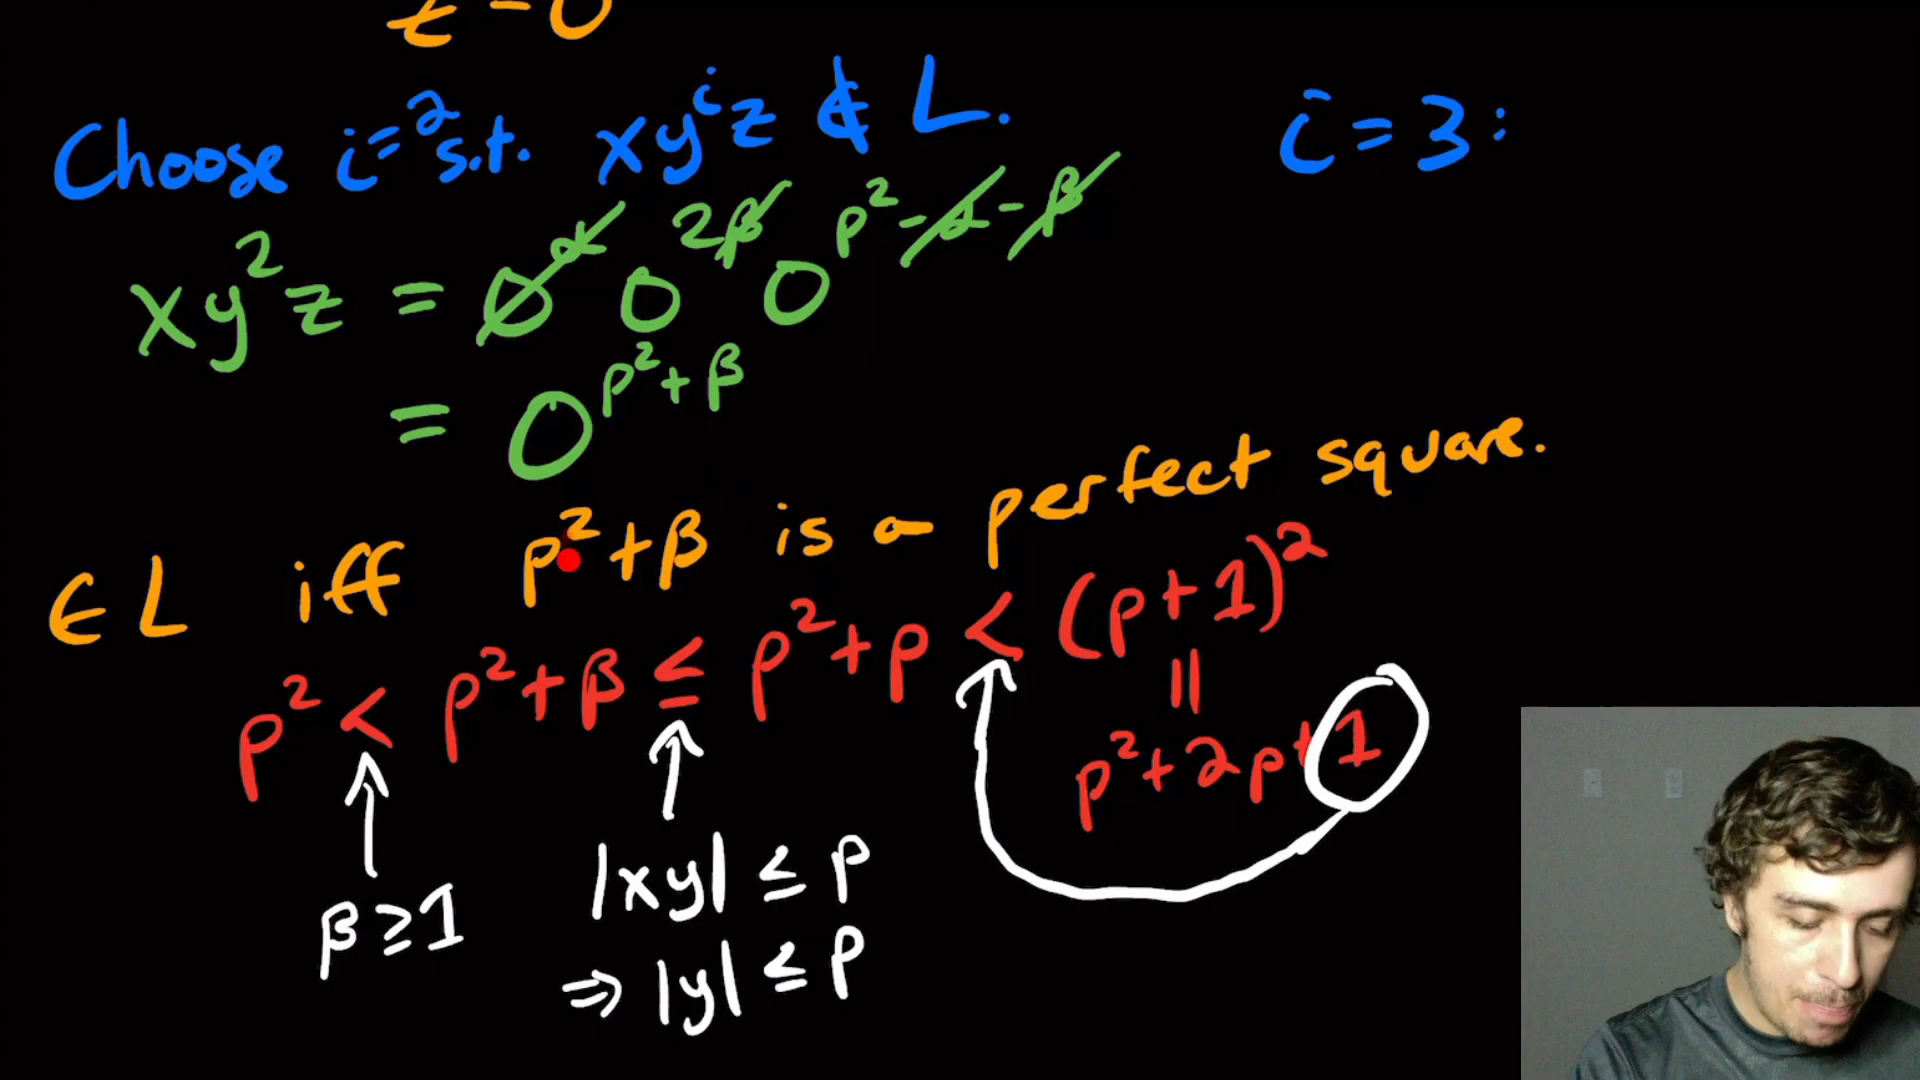 z = 0
Choose i=2 s.t. xyⁱz ∉ L.
i = 3:
xy²z = 0^α 0^2β 0^p²-α-β
= 0^p²+β
∈ L iff p²+β is a perfect square.
p² < p²+β ≤ p²+p < (p+1)²
=
p²+2p+1
β ≥ 1
|xy| ≤ p
⇒ |y| ≤ p